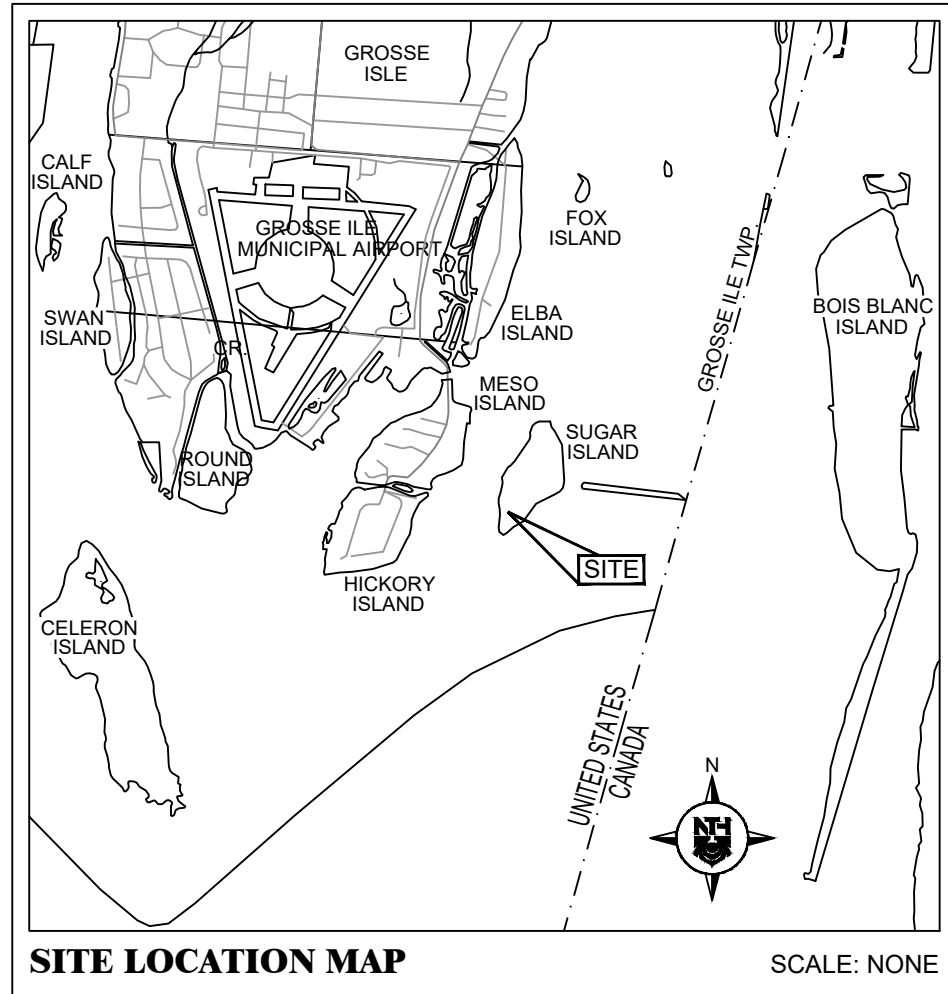 GROSSE
ISLE
CALF
ISLAND
FOX
ISLAND
GROSSE ILE
MUNICIPAL AIRPORT
GROSSE ILE TWP.
BOIS BLANC
ISLAND
SWAN
ISLAND
ELBA
ISLAND
CR.
MESO
ISLAND
SUGAR
ISLAND
ROUND
ISLAND
SITE
HICKORY
ISLAND
CELERON
ISLAND
UNITED STATES
CANADA
N
NTH
SITE LOCATION MAP
SCALE: NONE